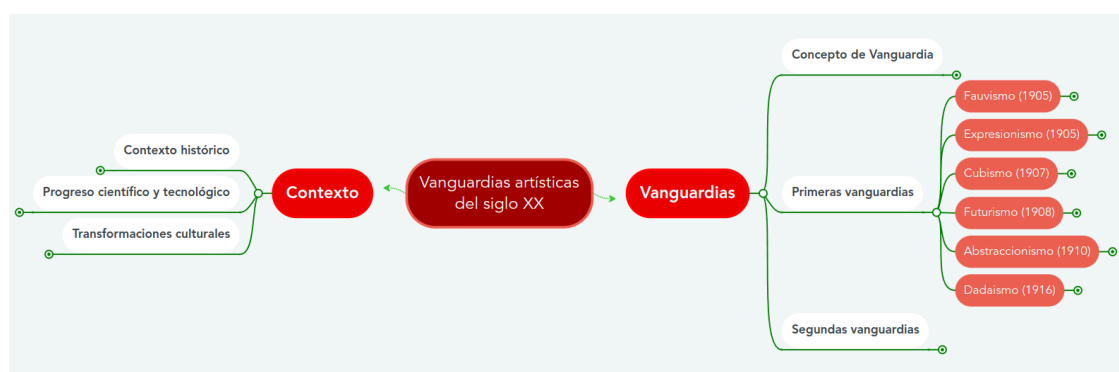 Vanguardias artísticas
del siglo XX
Contexto
Contexto histórico
Progreso científico y tecnológico
Transformaciones culturales
Vanguardias
Concepto de Vanguardia
Primeras vanguardias
Fauvismo (1905)
Expresionismo (1905)
Cubismo (1907)
Futurismo (1908)
Abstraccionismo (1910)
Dadaismo (1916)
Segundas vanguardias